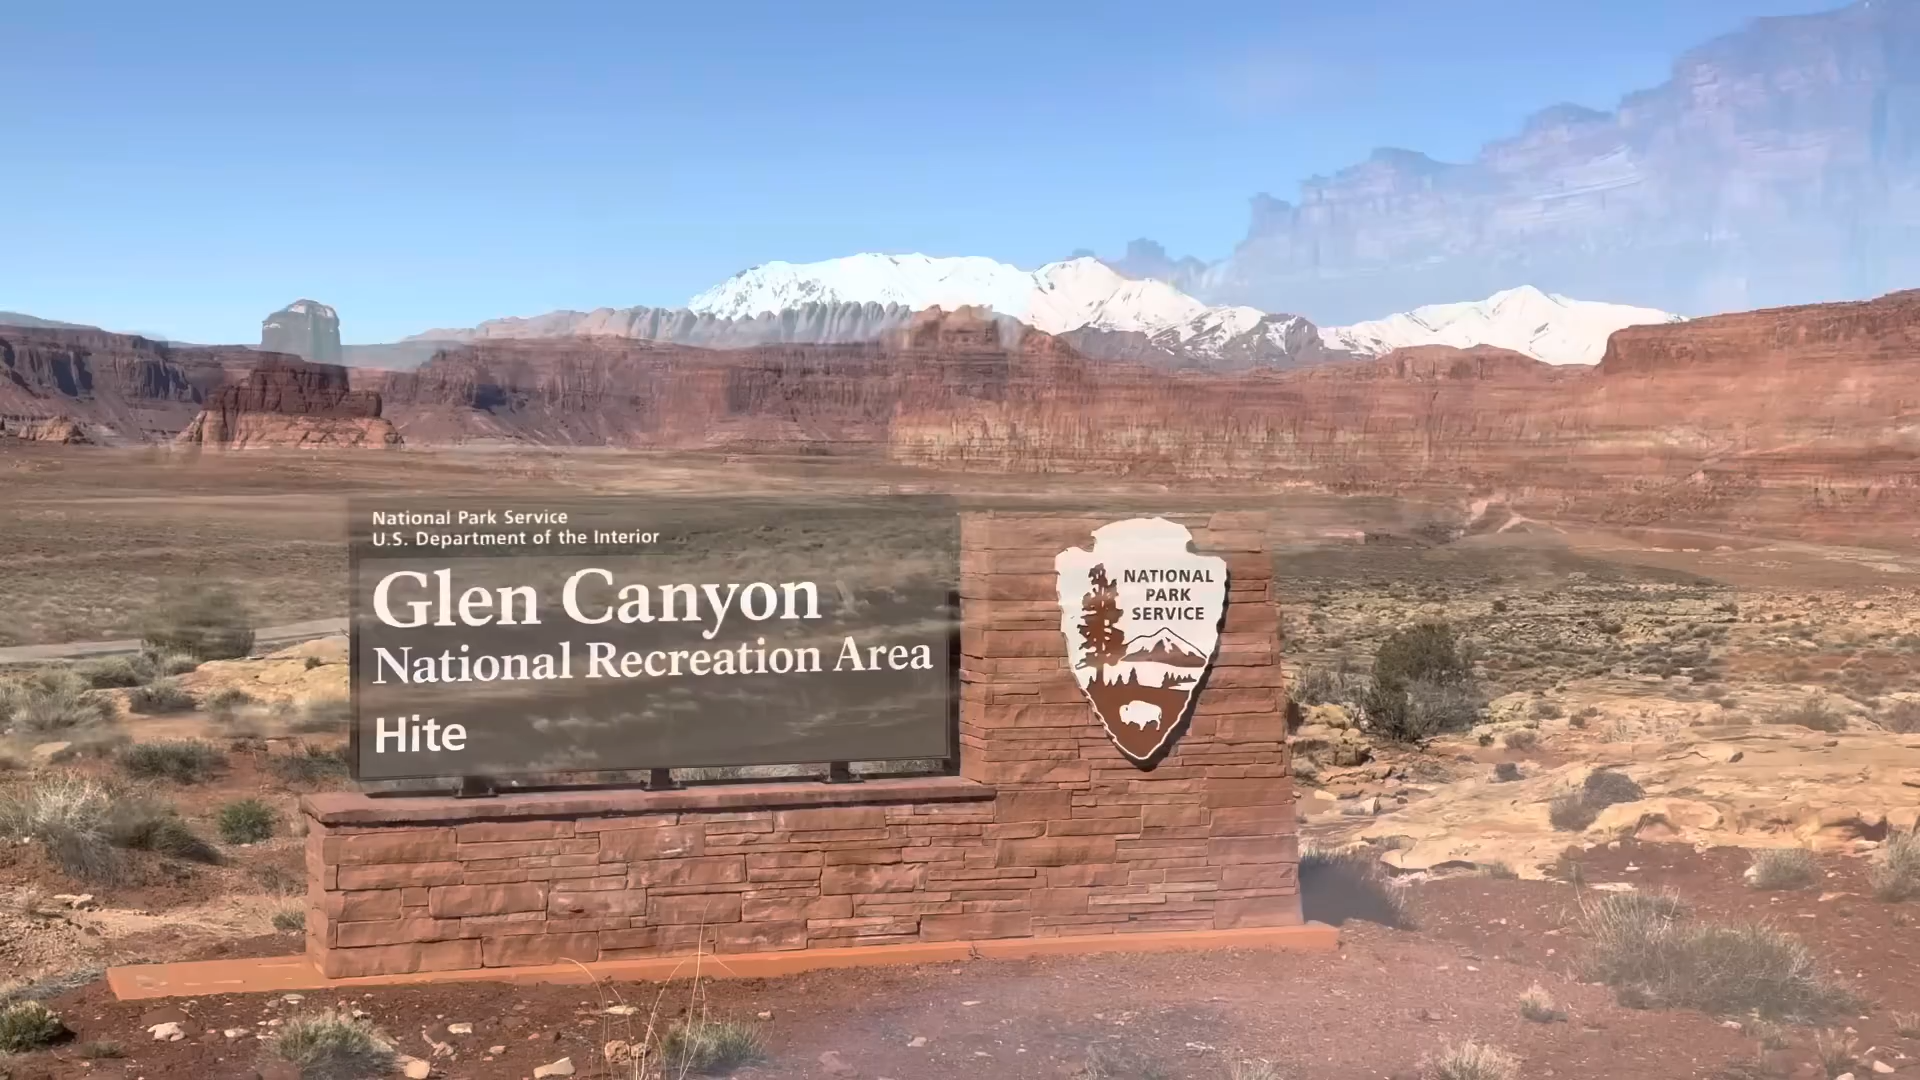 National Park Service
U.S. Department of the Interior
Glen Canyon
National Recreation Area
Hite
NATIONAL
PARK
SERVICE